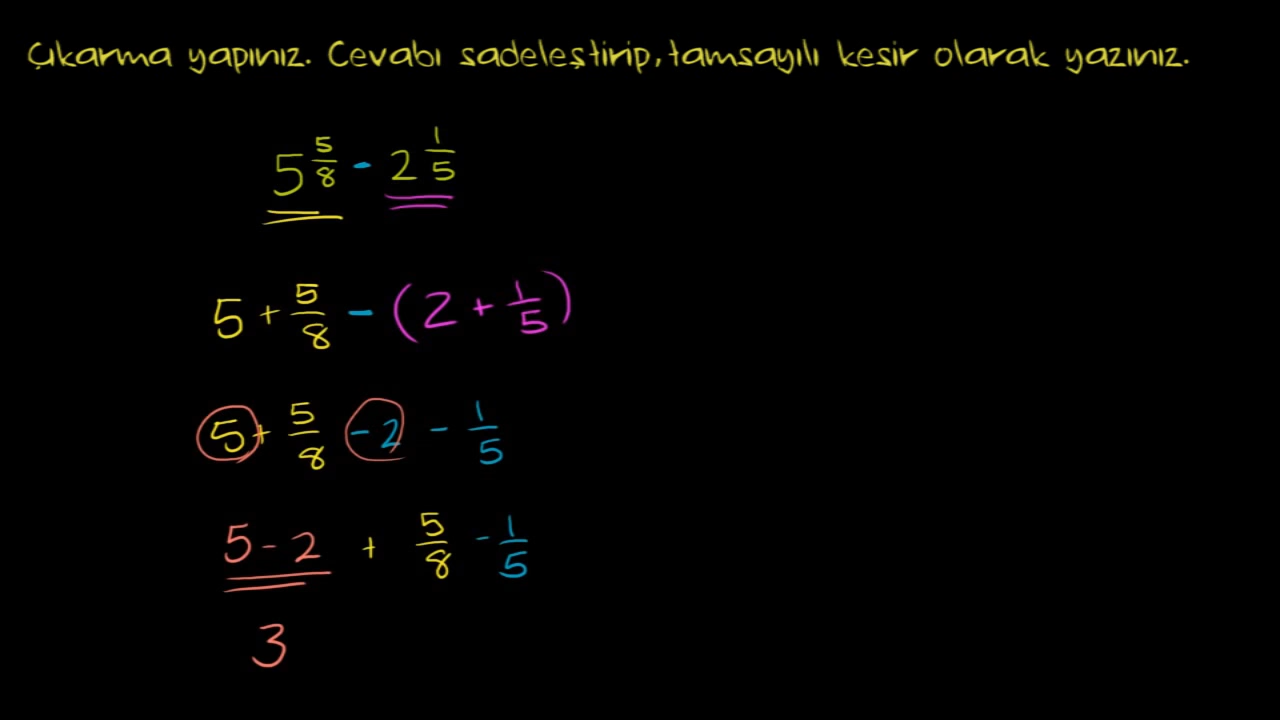 Çıkarma yapınız. Cevabı sadeleştirip, tamsayılı kesir olarak yazınız.
5 5/8 - 2 1/5
5 + 5/8 - (2 + 1/5)
5 + 5/8 - 2 - 1/5
5 - 2 + 5/8 - 1/5
3